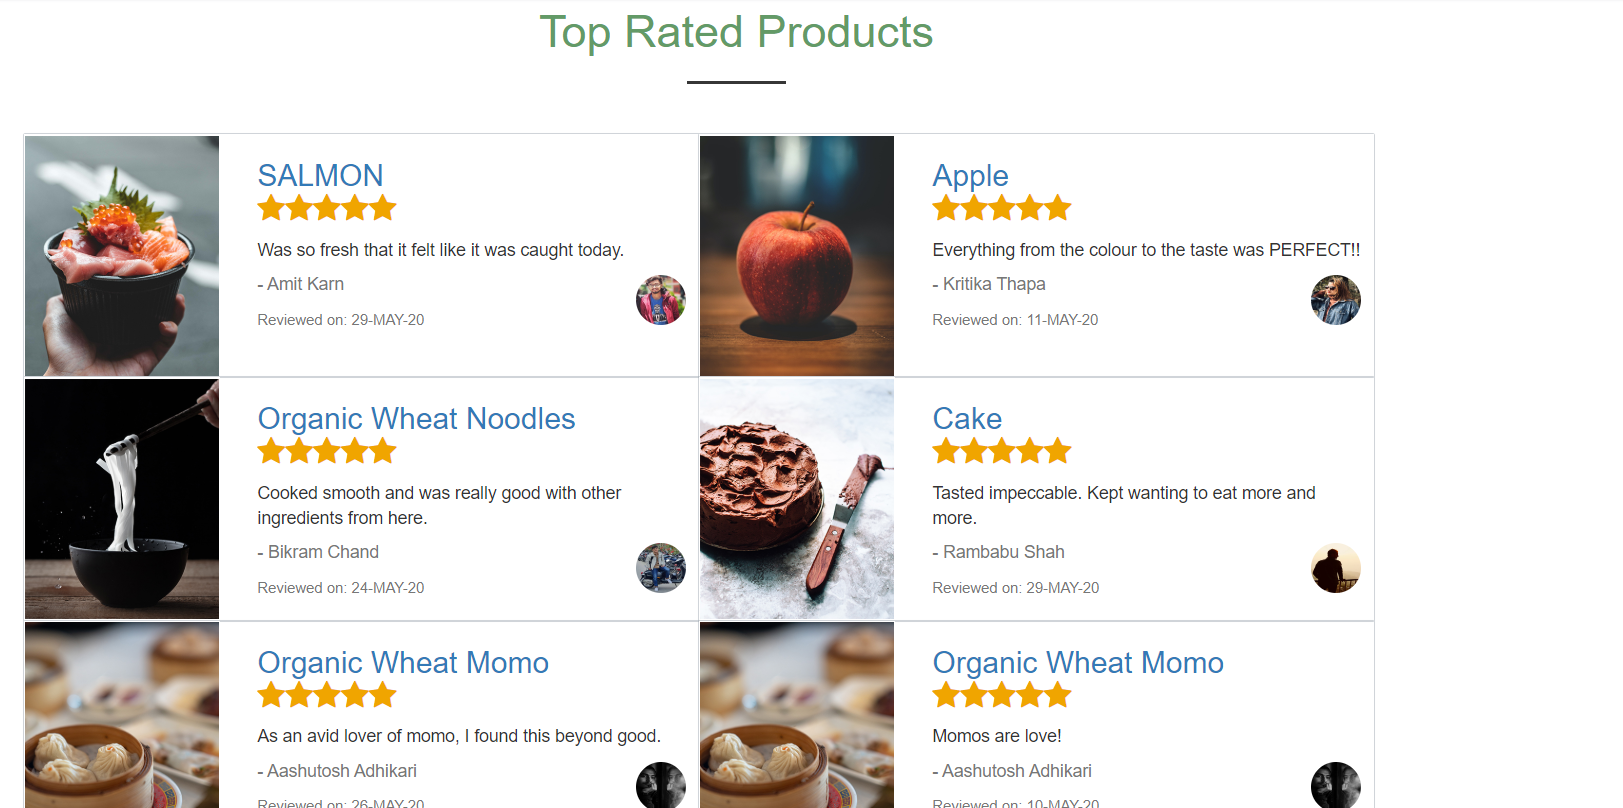 Top Rated Products
SALMON
Was so fresh that it felt like it was caught today.
- Amit Karn
Reviewed on: 29-MAY-20
Apple
Everything from the colour to the taste was PERFECT!!
- Kritika Thapa
Reviewed on: 11-MAY-20
Organic Wheat Noodles
Cooked smooth and was really good with other
ingredients from here.
- Bikram Chand
Reviewed on: 24-MAY-20
Cake
Tasted impeccable. Kept wanting to eat more and
more.
- Rambabu Shah
Reviewed on: 29-MAY-20
Organic Wheat Momo
As an avid lover of momo, I found this beyond good.
- Aashutosh Adhikari
Reviewed on: 26-MAY-20
Organic Wheat Momo
Momos are love!
- Aashutosh Adhikari
Reviewed on: 10-MAY-20